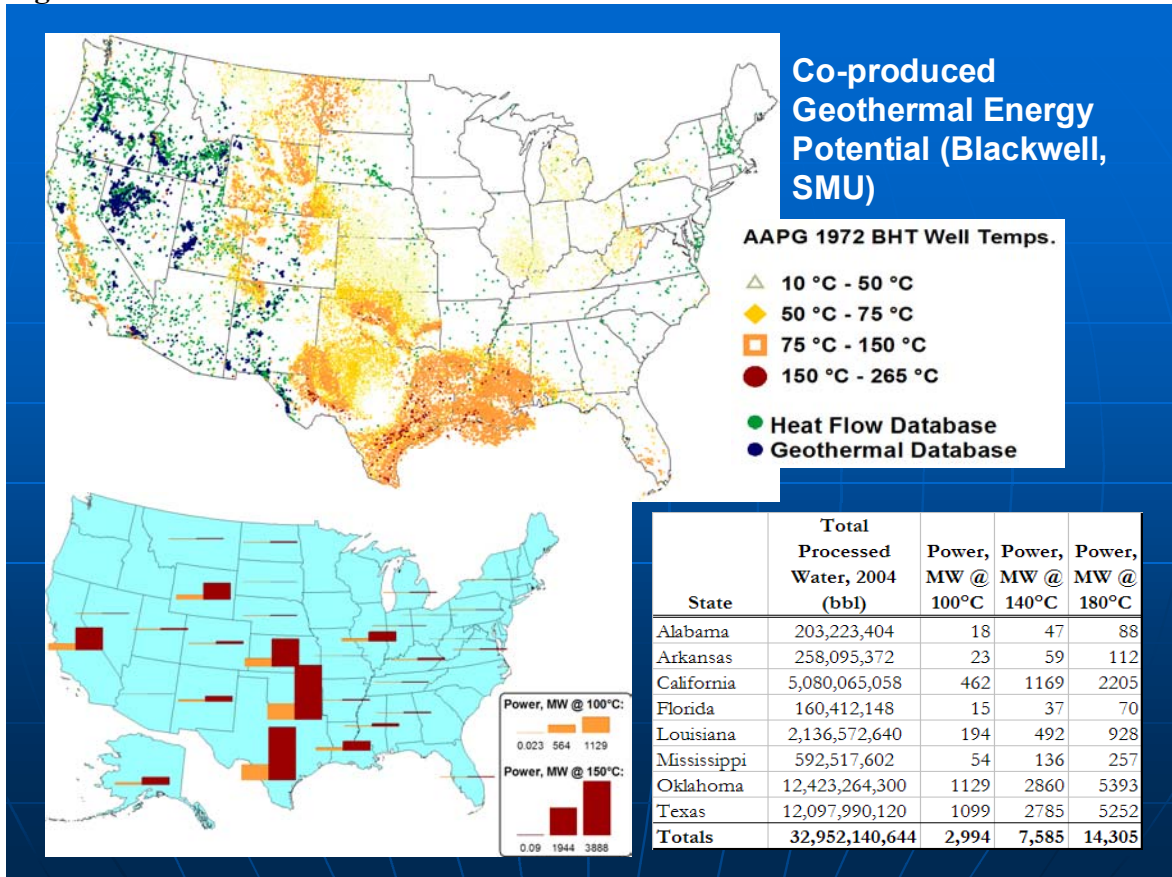 Co-produced
Geothermal Energy
Potential (Blackwell,
SMU)
AAPG 1972 BHT Well Temps.
10 °C - 50 °C
50 °C - 75 °C
75 °C - 150 °C
150 °C - 265 °C
Heat Flow Database
Geothermal Database
Power, MW @ 100°C:
0.023 564 1129
Power, MW @ 150°C:
0.09 1944 3888
Total
Processed Power, Power, Power,
Water, 2004 MW @ MW @ MW @
State (bbl) 100°C 140°C 180°C
Alabama 203,223,404 18 47 88
Arkansas 258,095,372 23 59 112
California 5,080,065,058 462 1169 2205
Florida 160,412,148 15 37 70
Louisiana 2,136,572,640 194 492 928
Mississippi 592,517,602 54 136 257
Oklahoma 12,423,264,300 1129 2860 5393
Texas 12,097,990,120 1099 2785 5252
Totals 32,952,140,644 2,994 7,585 14,305